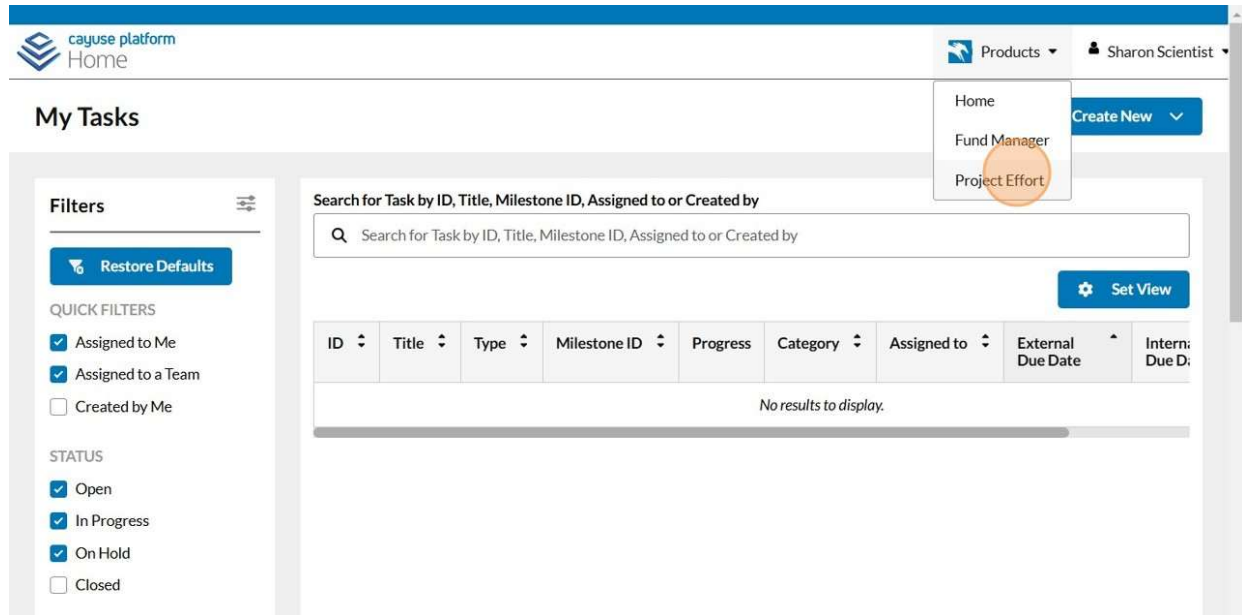 cayuse platform
Home
Products
Sharon Scientist
My Tasks
Home
Fund Manager
Project Effort
Create New
Filters
Restore Defaults
QUICK FILTERS
Assigned to Me
Assigned to a Team
Created by Me
STATUS
Open
In Progress
On Hold
Closed
Search for Task by ID, Title, Milestone ID, Assigned to or Created by
Search for Task by ID, Title, Milestone ID, Assigned to or Created by
Set View
ID Title Type Milestone ID Progress Category Assigned to External
Due Date
No results to display.